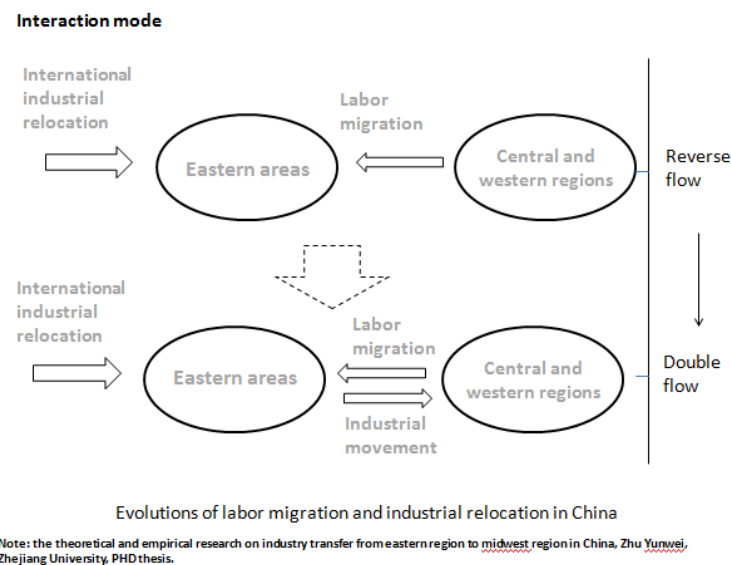 Interaction mode
International
industrial
relocation
Labor
migration
Eastern areas
Central and
western regions
Reverse
flow
International
industrial
relocation
Labor
migration
Eastern areas
Central and
western regions
Double
flow
Industrial
movement
Evolutions of labor migration and industrial relocation in China
Note: the theoretical and empirical research on industry transfer from eastern region to midwest region in China, Zhu Yunwei,
Zhejiang University, PHD thesis.